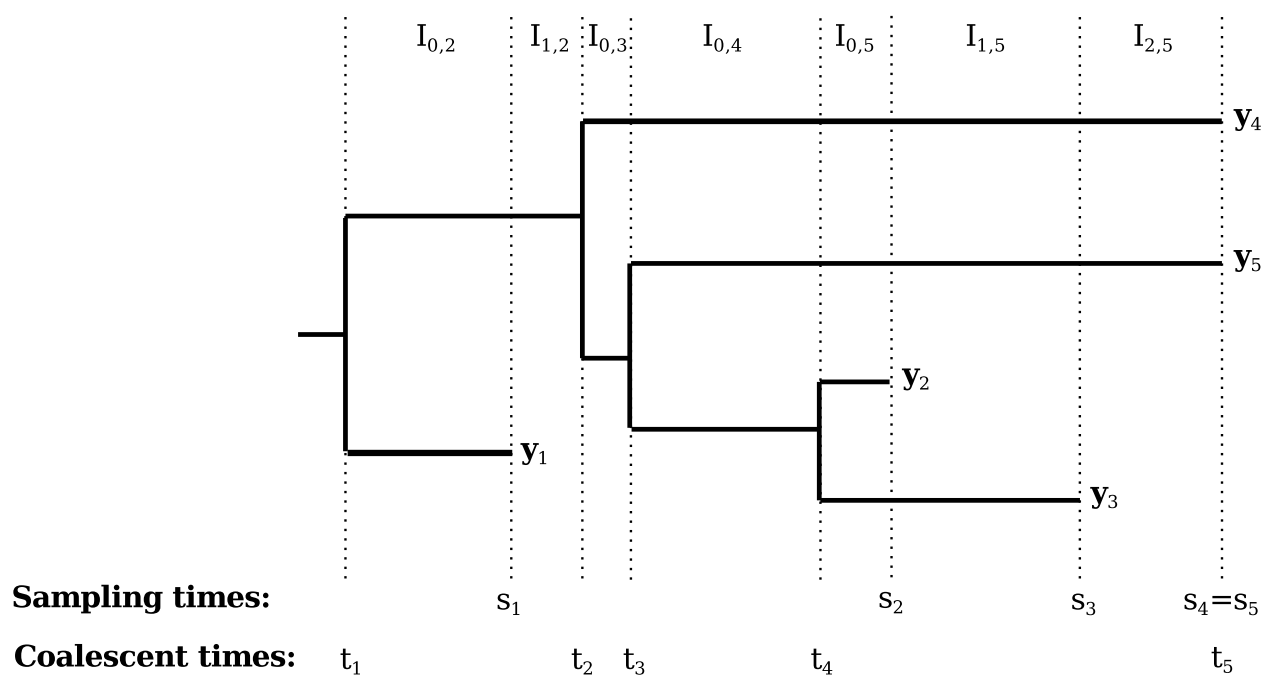 I0,2 I1,2 I0,3 I0,4 I0,5 I1,5 I2,5
y4
y5
y2
y1
y3
Sampling times: s1 s2 s3 s4=s5
Coalescent times: t1 t2 t3 t4 t5